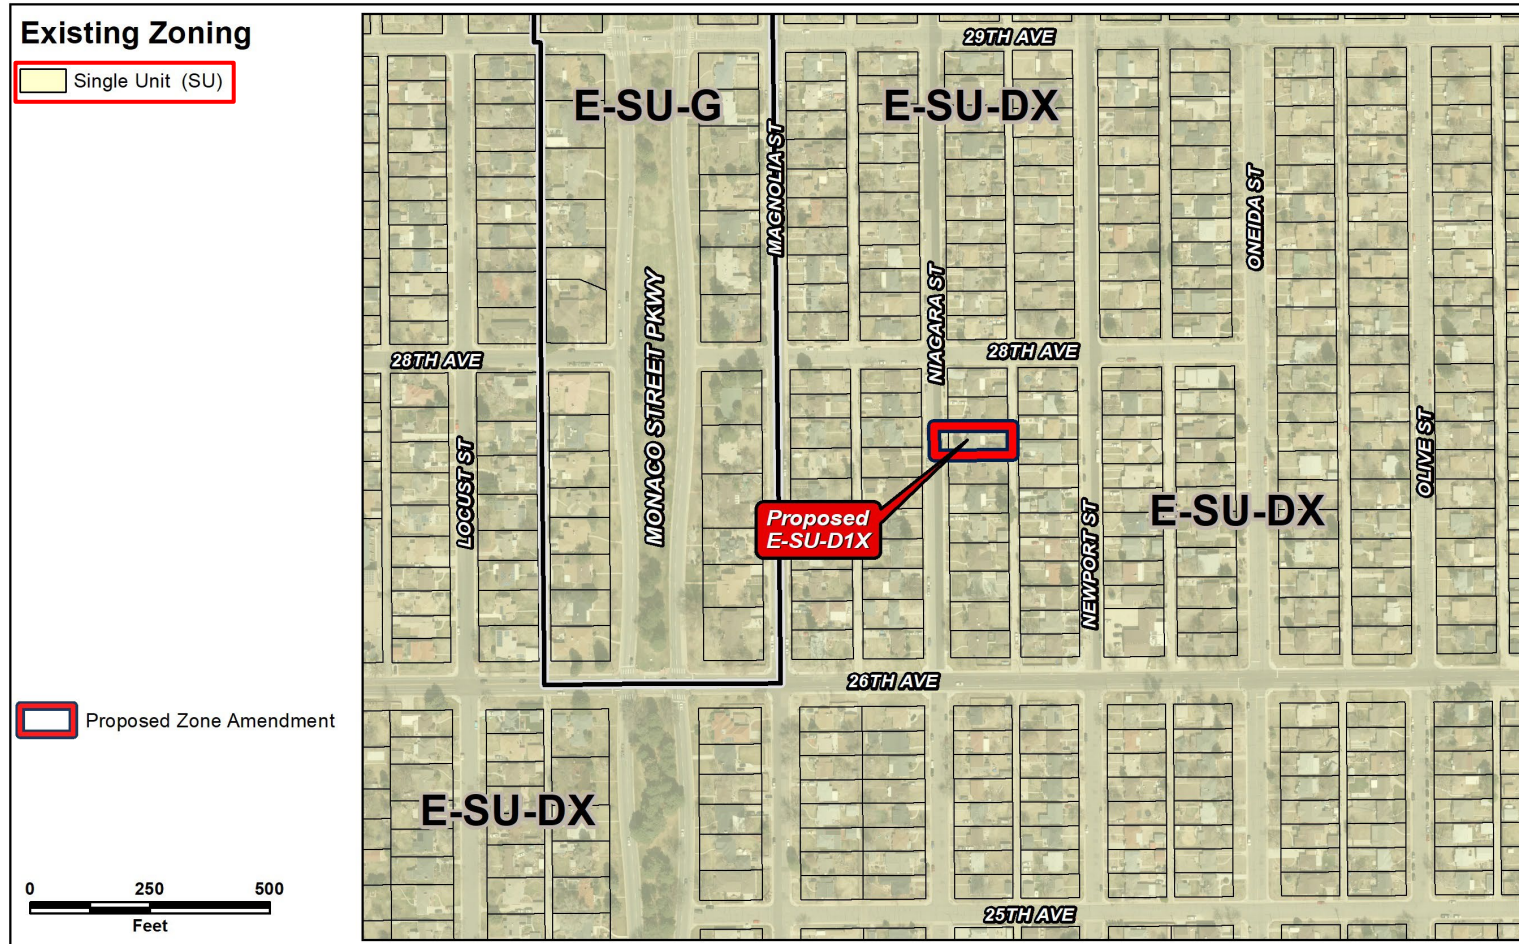 Existing Zoning
Single Unit (SU)
Proposed Zone Amendment
0 250 500
Feet
29TH AVE
E-SU-G
E-SU-DX
MAGNOLIA ST
ONEIDA ST
NIAGARA ST
MONACO STREET PKWY
28TH AVE
28TH AVE
LOCUST ST
OLIVE ST
Proposed
E-SU-D1X
E-SU-DX
NEWPORT ST
26TH AVE
E-SU-DX
25TH AVE